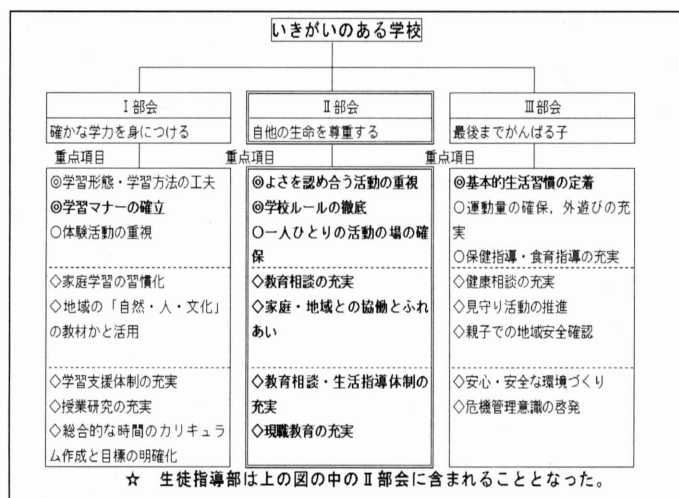 いきがいのある学校
Ⅰ部会
確かな学力を身につける
重点項目
◎学習形態・学習方法の工夫
◎学習マナーの確立
○体験活動の重視
◇家庭学習の習慣化
◇地域の「自然・人・文化」
の教材かと活用
◇学習支援体制の充実
◇授業研究の充実
◇総合的な時間のカリキュラ
ム作成と目標の明確化
Ⅱ部会
自他の生命を尊重する
重点項目
◎よさを認め合う活動の重視
◎学校ルールの徹底
○一人ひとりの活動の場の確
保
◇教育相談の充実
◇家庭・地域との協働とふれ
あい
◇教育相談・生活指導体制の
充実
◇現職教育の充実
Ⅲ部会
最後までがんばる子
重点項目
◎基本的生活習慣の定着
○運動量の確保，外遊びの充
実
○保健指導・食育指導の充実
◇健康相談の充実
◇見守り活動の推進
◇親子での地域安全確認
◇安心・安全な環境づくり
◇危機管理意識の啓発
☆　生徒指導部は上の図の中のⅡ部会に含まれることとなった。